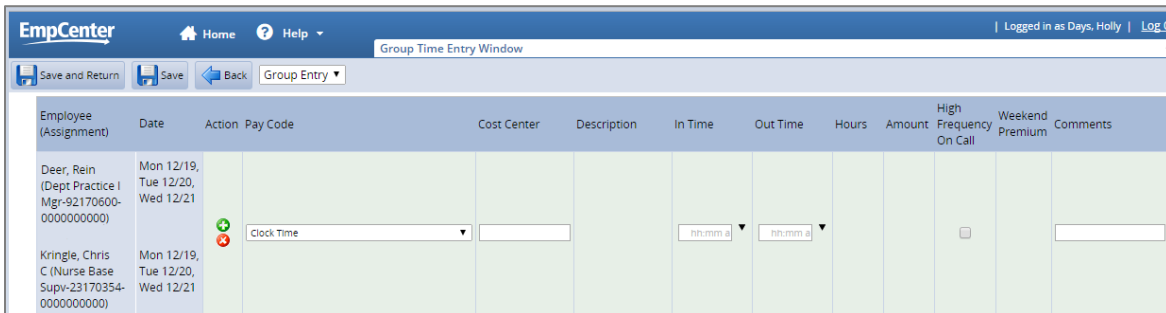 EmpCenter
Home
Help
| Logged in as Days, Holly |
Group Time Entry Window
Save and Return
Save
Back
Group Entry
Employee
(Assignment)
Date
Action
Pay Code
Cost Center
Description
In Time
Out Time
Hours
Amount
High
Frequency
On Call
Weekend
Premium
Comments
Deer, Rein
(Dept Practice I
Mgr-92170600-
0000000000)
Mon 12/19,
Tue 12/20,
Wed 12/21
Clock Time
hh:mm a
hh:mm a
Kringle, Chris
C (Nurse Base
Supv-23170354-
0000000000)
Mon 12/19,
Tue 12/20,
Wed 12/21